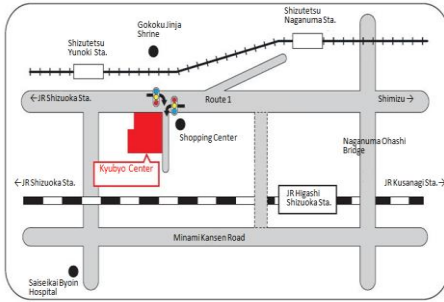 Shizutetsu
Naganuma Sta.
Gokoku Jinja
Shrine
Shizutetsu
Yunoki Sta.
←JR Shizuoka Sta.
Route 1
Shimizu
Shopping Center
Naganuma Ohashi
Bridge
Kyubyo Center
←JR Shizuoka Sta.
JR Kusanagi Sta.→
JR Higashi
Shizuoka Sta.
Minami Kansen Road
Saiseikai Byoin
Hospital